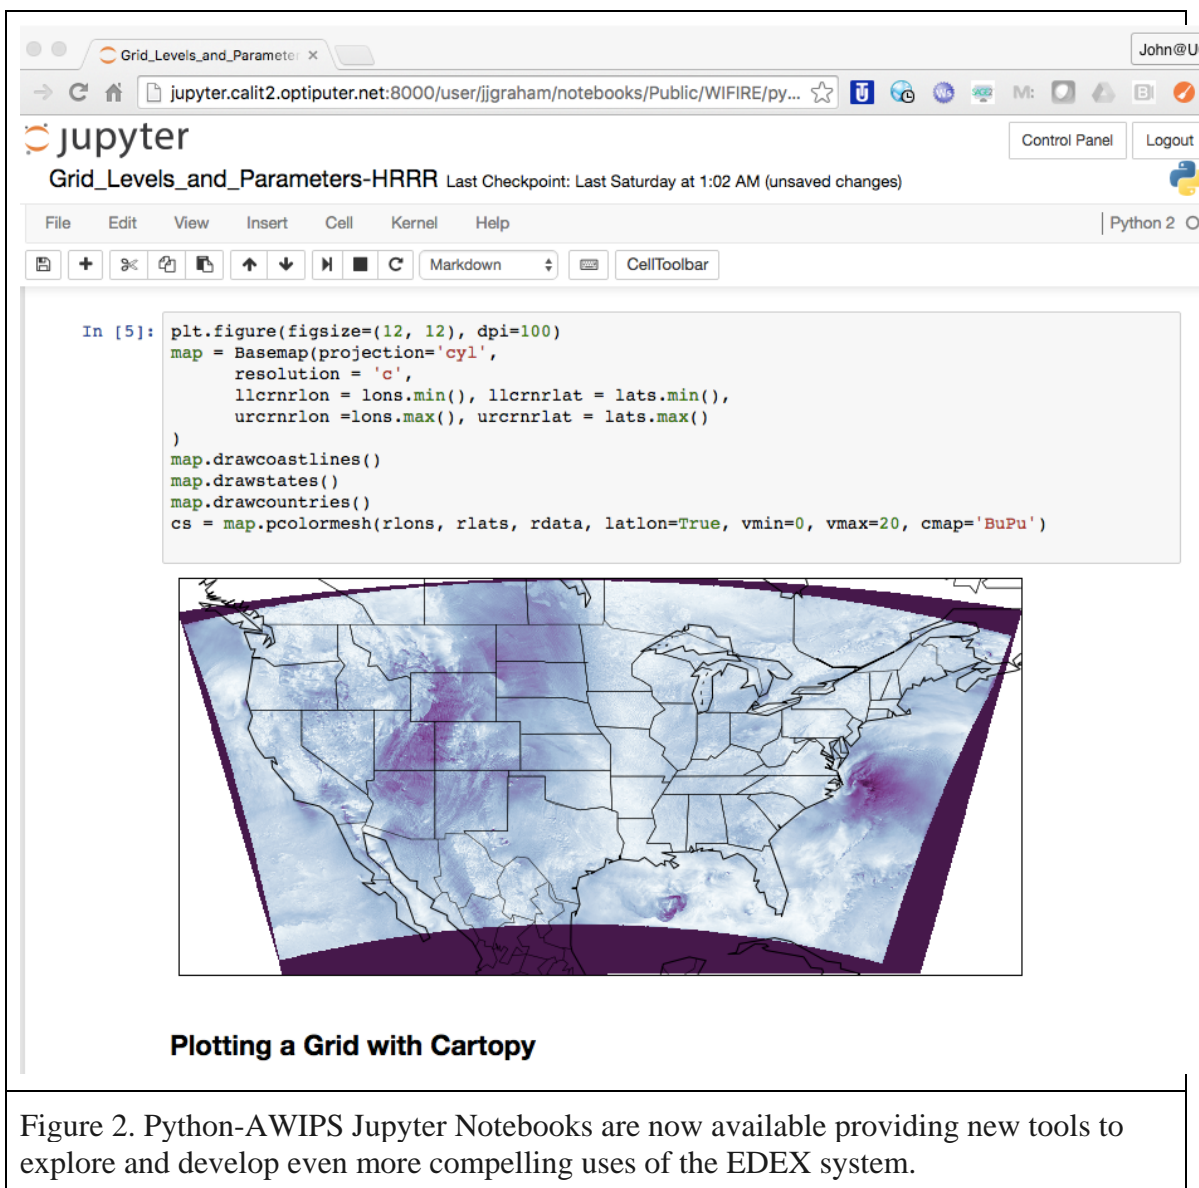 Grid_Levels_and_Parameter
John@U
jupyter.calit2.optiputer.net:8000/user/jjgraham/notebooks/Public/WIFIRE/py...
jupyter
Control Panel
Logout
Grid_Levels_and_Parameters-HRRR Last Checkpoint: Last Saturday at 1:02 AM (unsaved changes)
File Edit View Insert Cell Kernel Help
Python 2
Markdown
CellToolbar
In [5]: plt.figure(figsize=(12, 12), dpi=100)
map = Basemap(projection='cyl',
resolution = 'c',
llcrnrlon = lons.min(), llcrnrlat = lats.min(),
urcrnrlon =lons.max(), urcrnrlat = lats.max()
)
map.drawcoastlines()
map.drawstates()
map.drawcountries()
cs = map.pcolormesh(rlons, rlats, rdata, latlon=True, vmin=0, vmax=20, cmap='BuPu')
Plotting a Grid with Cartopy
Figure 2. Python-AWIPS Jupyter Notebooks are now available providing new tools to
explore and develop even more compelling uses of the EDEX system.